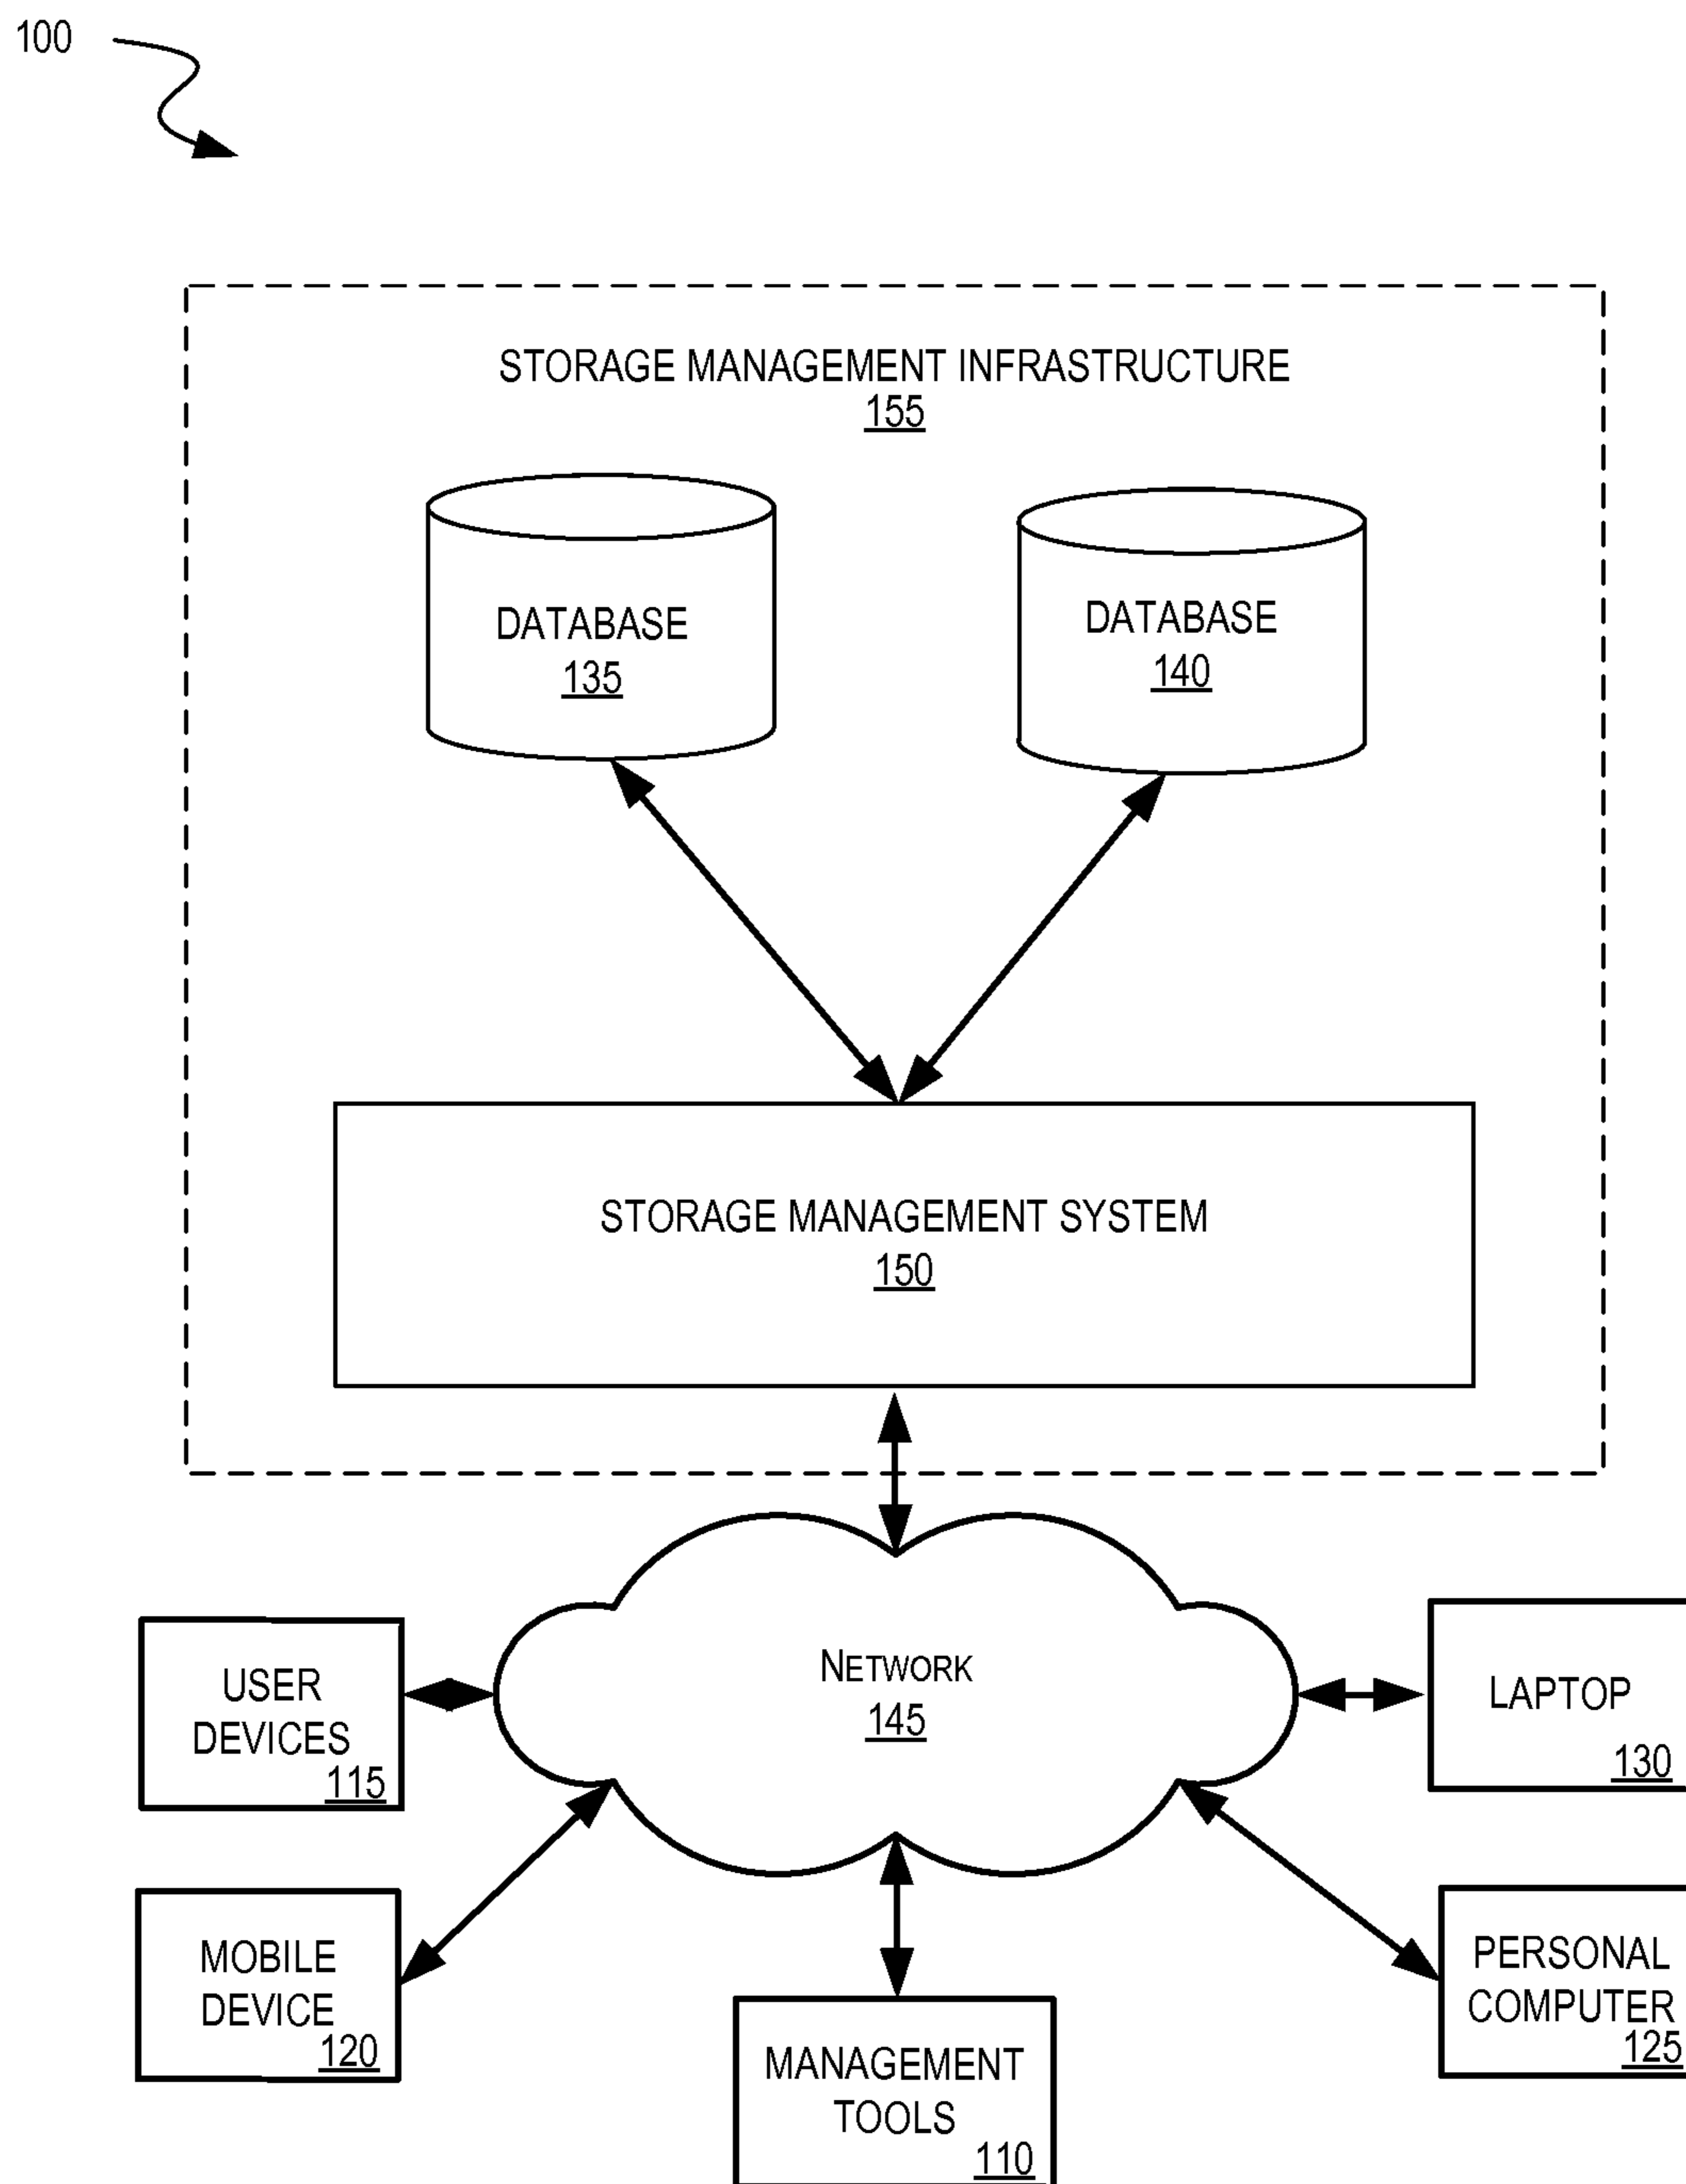 100
STORAGE MANAGEMENT INFRASTRUCTURE
155
DATABASE
135
DATABASE
140
STORAGE MANAGEMENT SYSTEM
150
NETWORK
145
USER
DEVICES
115
LAPTOP
130
MOBILE
DEVICE
120
MANAGEMENT
TOOLS
110
PERSONAL
COMPUTER
125